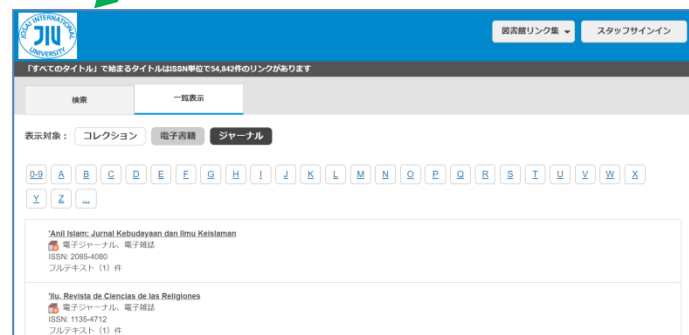 JOSAI INTERNATIONAL
JIU
UNIVERSITY
図書館リンク集
スタッフサインイン
「すべてのタイトル」で始まるタイトルはISSN単位で54,842件のリンクがあります
検索
一覧表示
表示対象： コレクション 電子書籍 ジャーナル
0-9 A B C D E F G H I J K L M N O P Q R S T U V W X
Y Z ...
'Anil Islam: Jurnal Kebudayaan dan Ilmu Keislaman
電子ジャーナル、電子雑誌
ISSN: 2085-4080
フルテキスト（1）件
'Ilu. Revista de Ciencias de las Religiones
電子ジャーナル、電子雑誌
ISSN: 1135-4712
フルテキスト（1）件